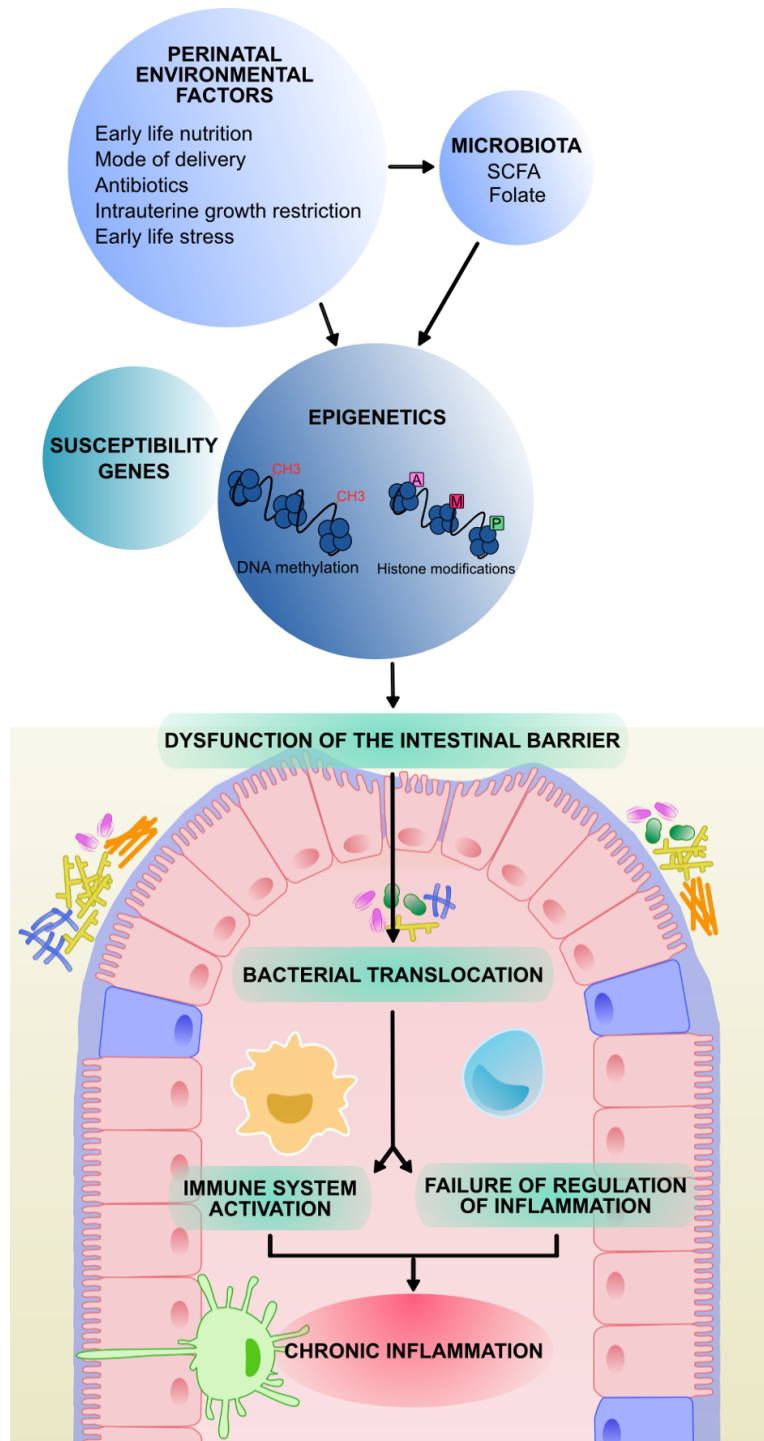 PERINATAL
ENVIRONMENTAL
FACTORS
Early life nutrition
Mode of delivery
Antibiotics
Intrauterine growth restriction
Early life stress
MICROBIOTA
SCFA
Folate
SUSCEPTIBILITY
GENES
EPIGENETICS
CH3
CH3
DNA methylation
A
M
P
Histone modifications
DYSFUNCTION OF THE INTESTINAL BARRIER
BACTERIAL TRANSLOCATION
IMMUNE SYSTEM
ACTIVATION
FAILURE OF REGULATION
OF INFLAMMATION
CHRONIC INFLAMMATION